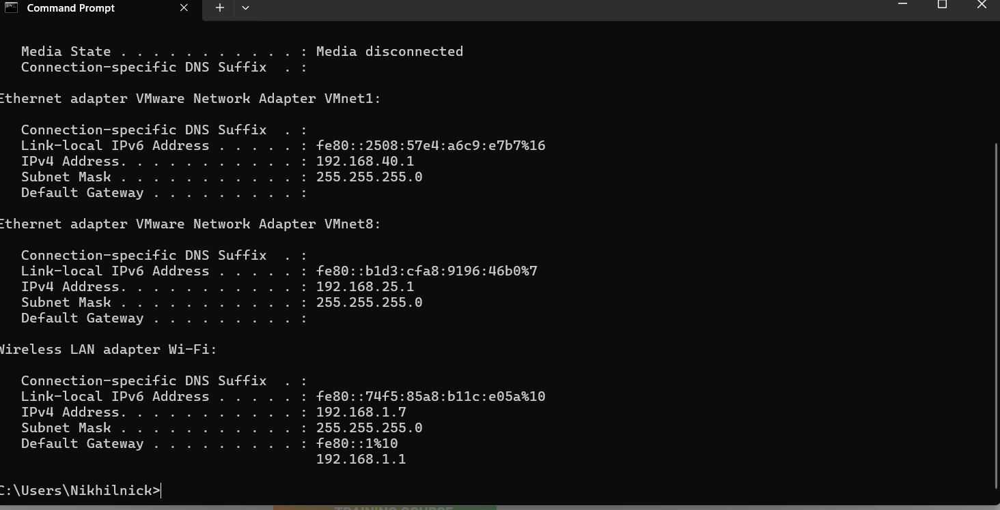 Command Prompt
Media State . . . . . . . . . . . : Media disconnected
Connection-specific DNS Suffix  . :
Ethernet adapter VMware Network Adapter VMnet1:
Connection-specific DNS Suffix  . :
Link-local IPv6 Address . . . . . : fe80::2508:57e4:a6c9:e7b7%16
IPv4 Address. . . . . . . . . . . : 192.168.40.1
Subnet Mask . . . . . . . . . . . : 255.255.255.0
Default Gateway . . . . . . . . . :
Ethernet adapter VMware Network Adapter VMnet8:
Connection-specific DNS Suffix  . :
Link-local IPv6 Address . . . . . : fe80::b1d3:cfa8:9196:46b0%7
IPv4 Address. . . . . . . . . . . : 192.168.25.1
Subnet Mask . . . . . . . . . . . : 255.255.255.0
Default Gateway . . . . . . . . . :
Wireless LAN adapter Wi-Fi:
Connection-specific DNS Suffix  . :
Link-local IPv6 Address . . . . . : fe80::74f5:85a8:b11c:e05a%10
IPv4 Address. . . . . . . . . . . : 192.168.1.7
Subnet Mask . . . . . . . . . . . : 255.255.255.0
Default Gateway . . . . . . . . . : fe80::1%10
192.168.1.1
C:\Users\Nikhilnick>
TRAINING COURSE